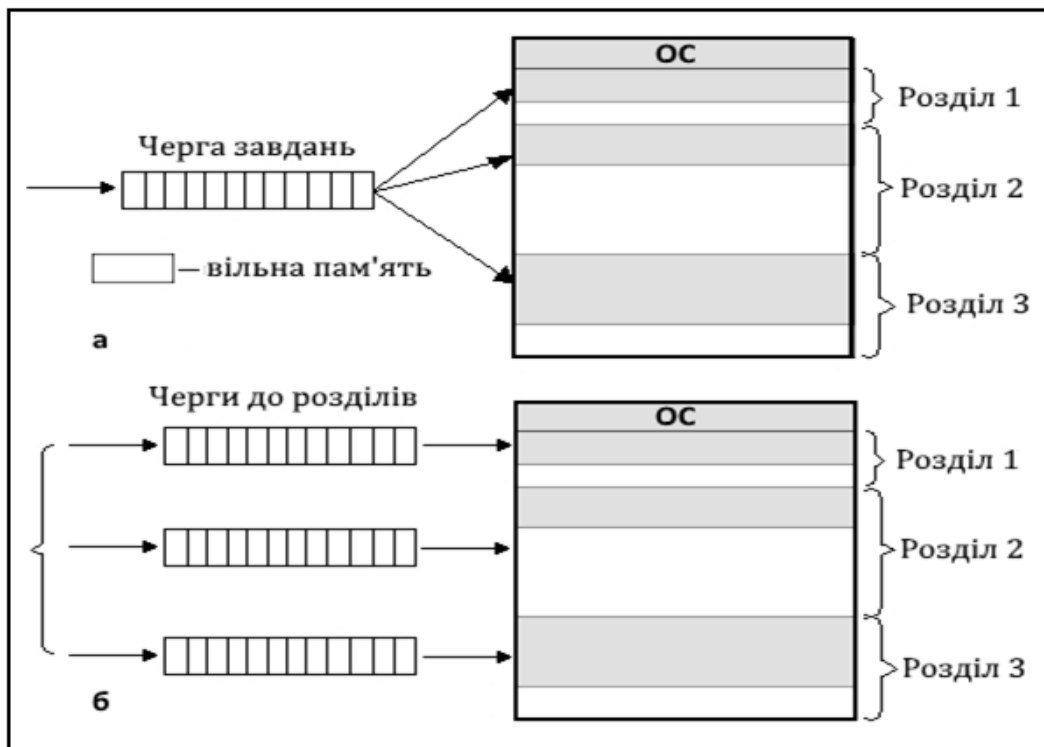 ОС
Розділ 1
Черга завдань
Розділ 2
– вільна пам'ять
Розділ 3
а
Черги до розділів
ОС
Розділ 1
Розділ 2
Розділ 3
б